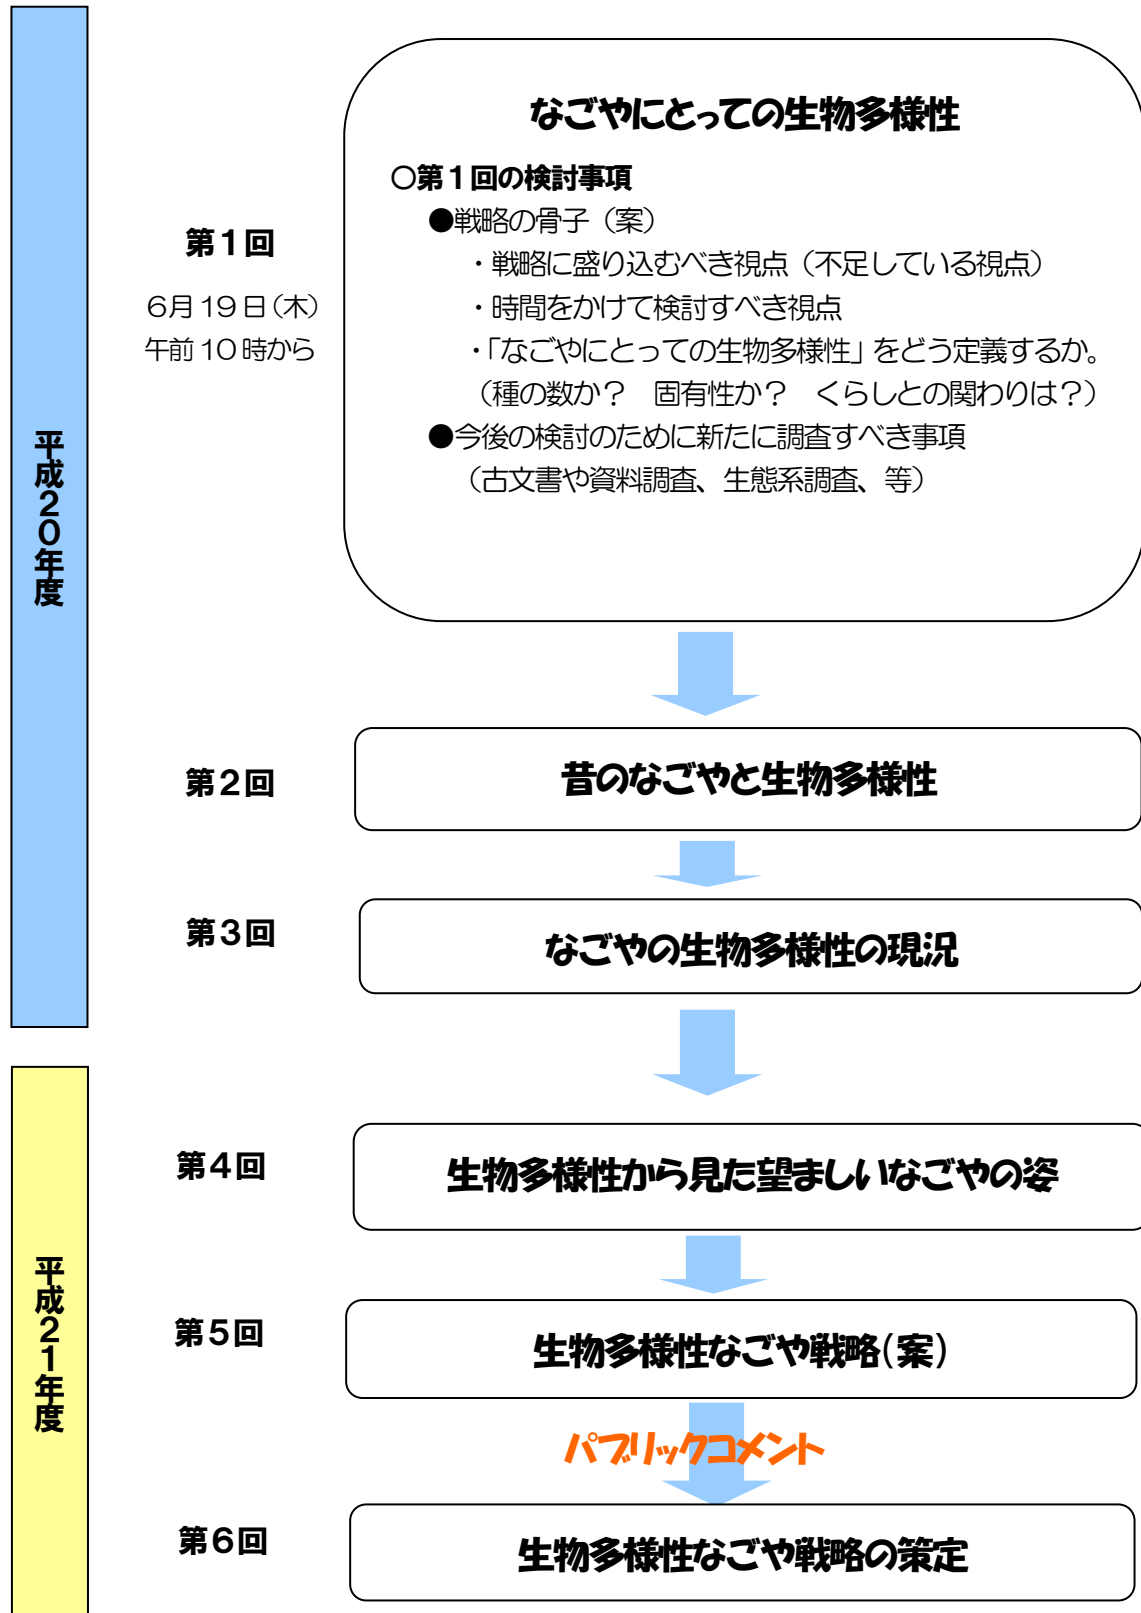 平成20年度
第1回
6月19日(木)
午前10時から
なごやにとっての生物多様性
○第1回の検討事項
●戦略の骨子（案）
・戦略に盛り込むべき視点（不足している視点）
・時間をかけて検討すべき視点
・「なごやにとっての生物多様性」をどう定義するか。
（種の数か？　固有性か？　くらしとの関わりは？）
●今後の検討のために新たに調査すべき事項
（古文書や資料調査、生態系調査、等）
第2回
昔のなごやと生物多様性
第3回
なごやの生物多様性の現況
平成21年度
第4回
生物多様性から見た望ましいなごやの姿
第5回
生物多様性なごや戦略(案)
パブリックコメント
第6回
生物多様性なごや戦略の策定